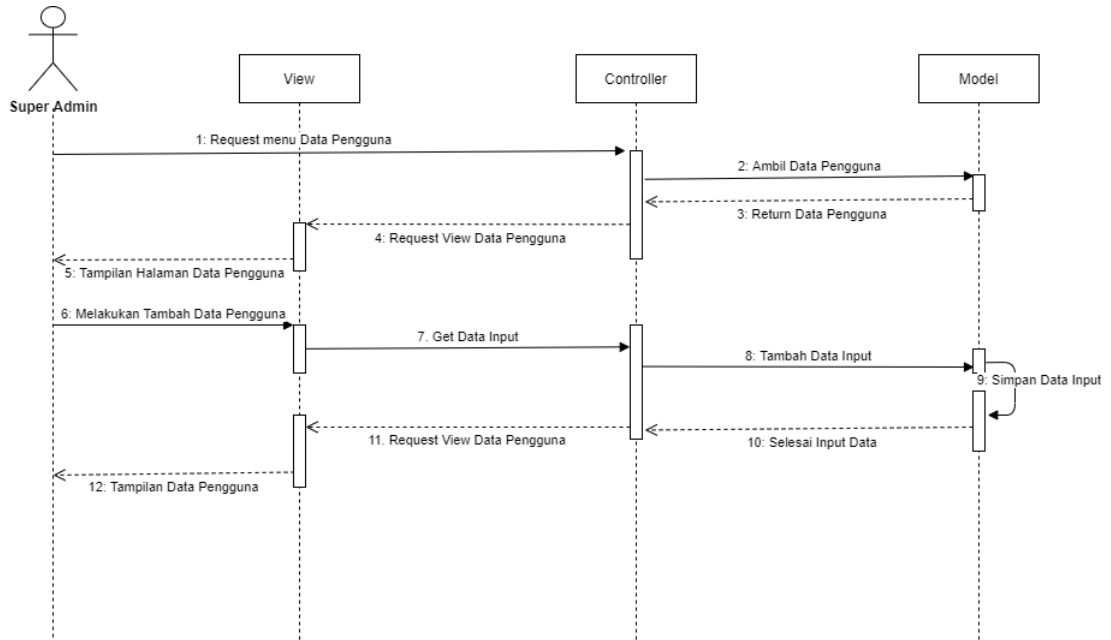 View
Controller
Model
Super Admin
1: Request menu Data Pengguna
2: Ambil Data Pengguna
3: Return Data Pengguna
4: Request View Data Pengguna
5: Tampilan Halaman Data Pengguna
6: Melakukan Tambah Data Pengguna
7. Get Data Input
8: Tambah Data Input
9: Simpan Data Input
10: Selesai Input Data
11. Request View Data Pengguna
12: Tampilan Data Pengguna